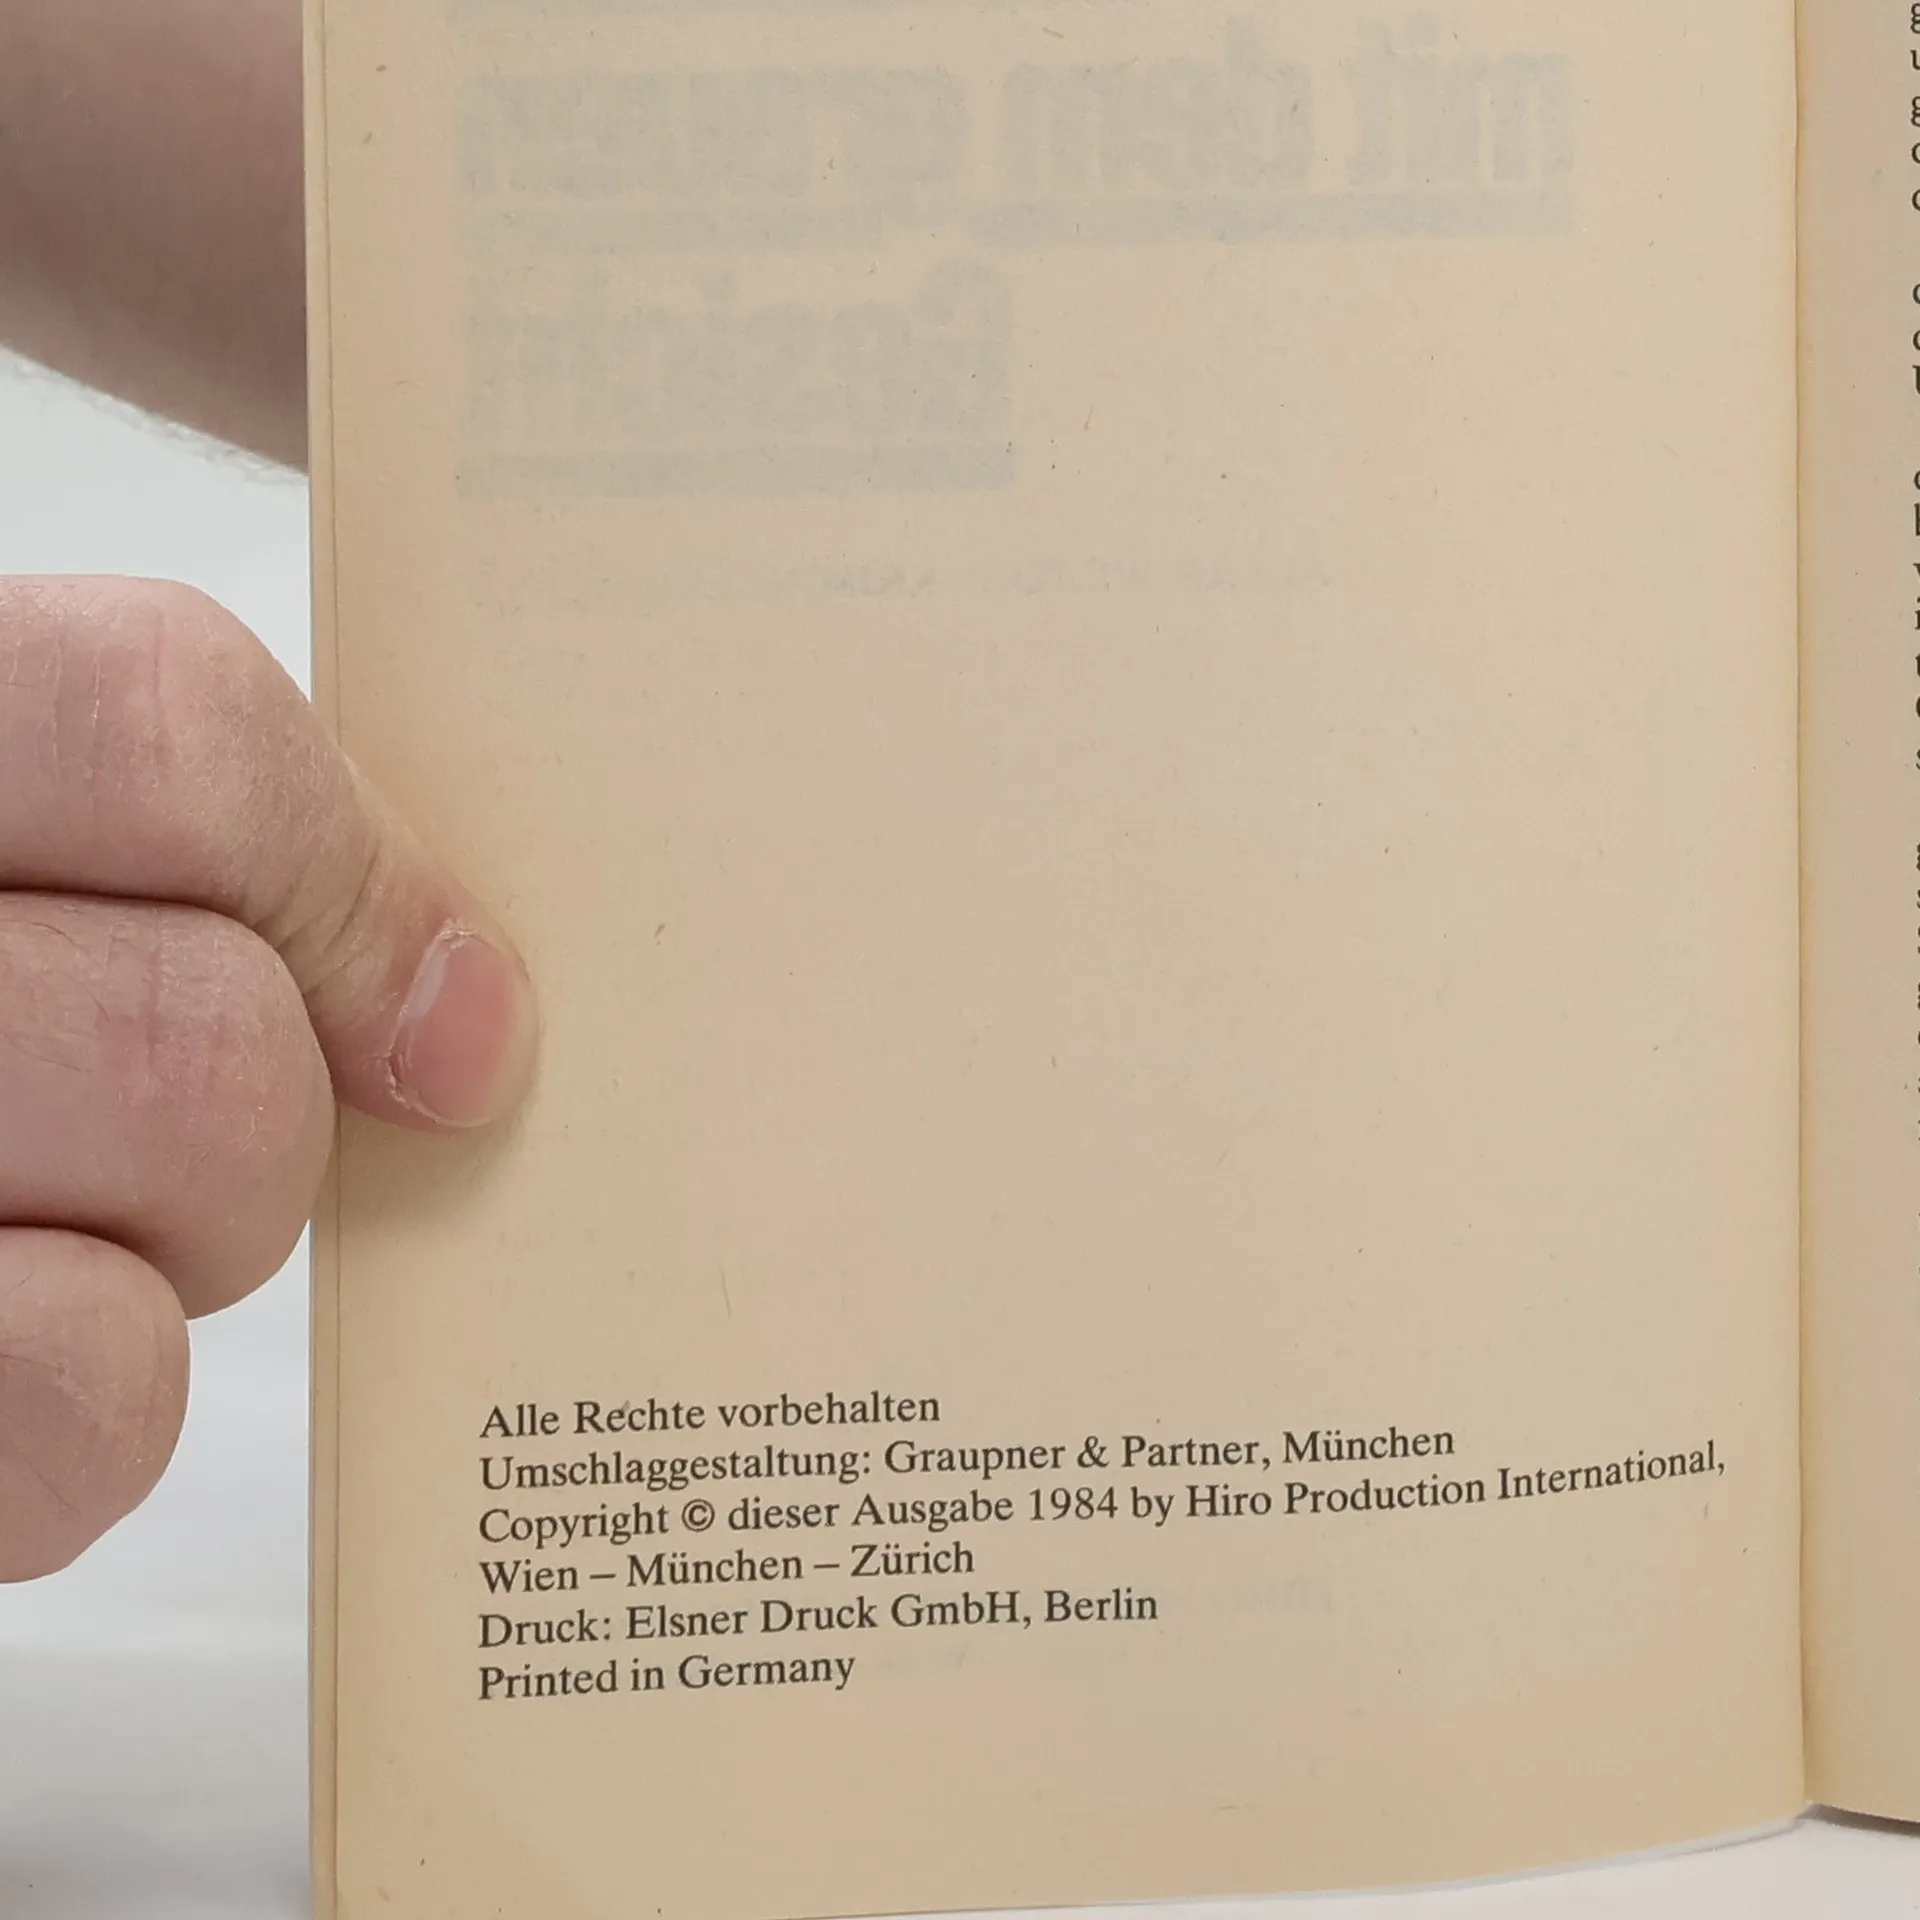 Alle Rechte vorbehalten
Umschlaggestaltung: Graupner & Partner, München
Copyright © dieser Ausgabe 1984 by Hiro Production International,
Wien – München – Zürich
Druck: Elsner Druck GmbH, Berlin
Printed in Germany